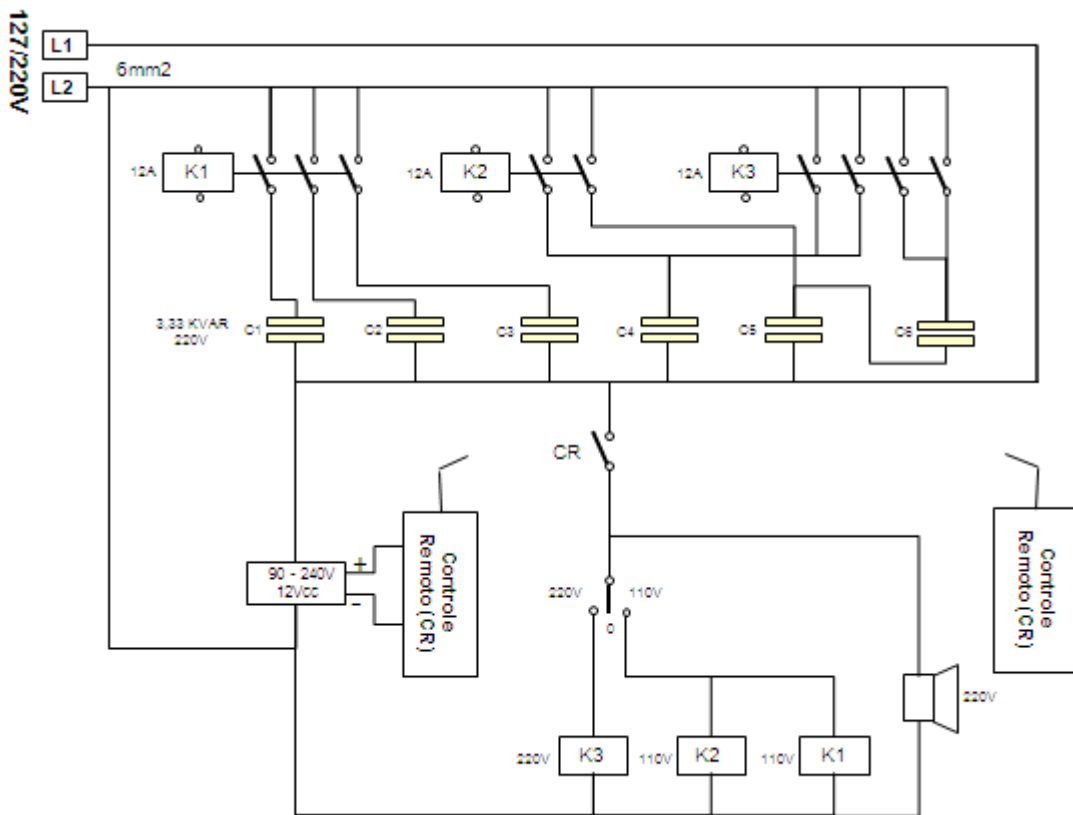 127/220V
L1
L2
6mm2
12A
K1
12A
K2
12A
K3
3,33 KVAR
220V
C1
C2
C3
C4
C5
C6
CR
Controle
Remoto (CR)
Controle
Remoto (CR)
90 - 240V
12Vcc
+
-
220V
110V
0
220V
220V
K3
110V
K2
110V
K1